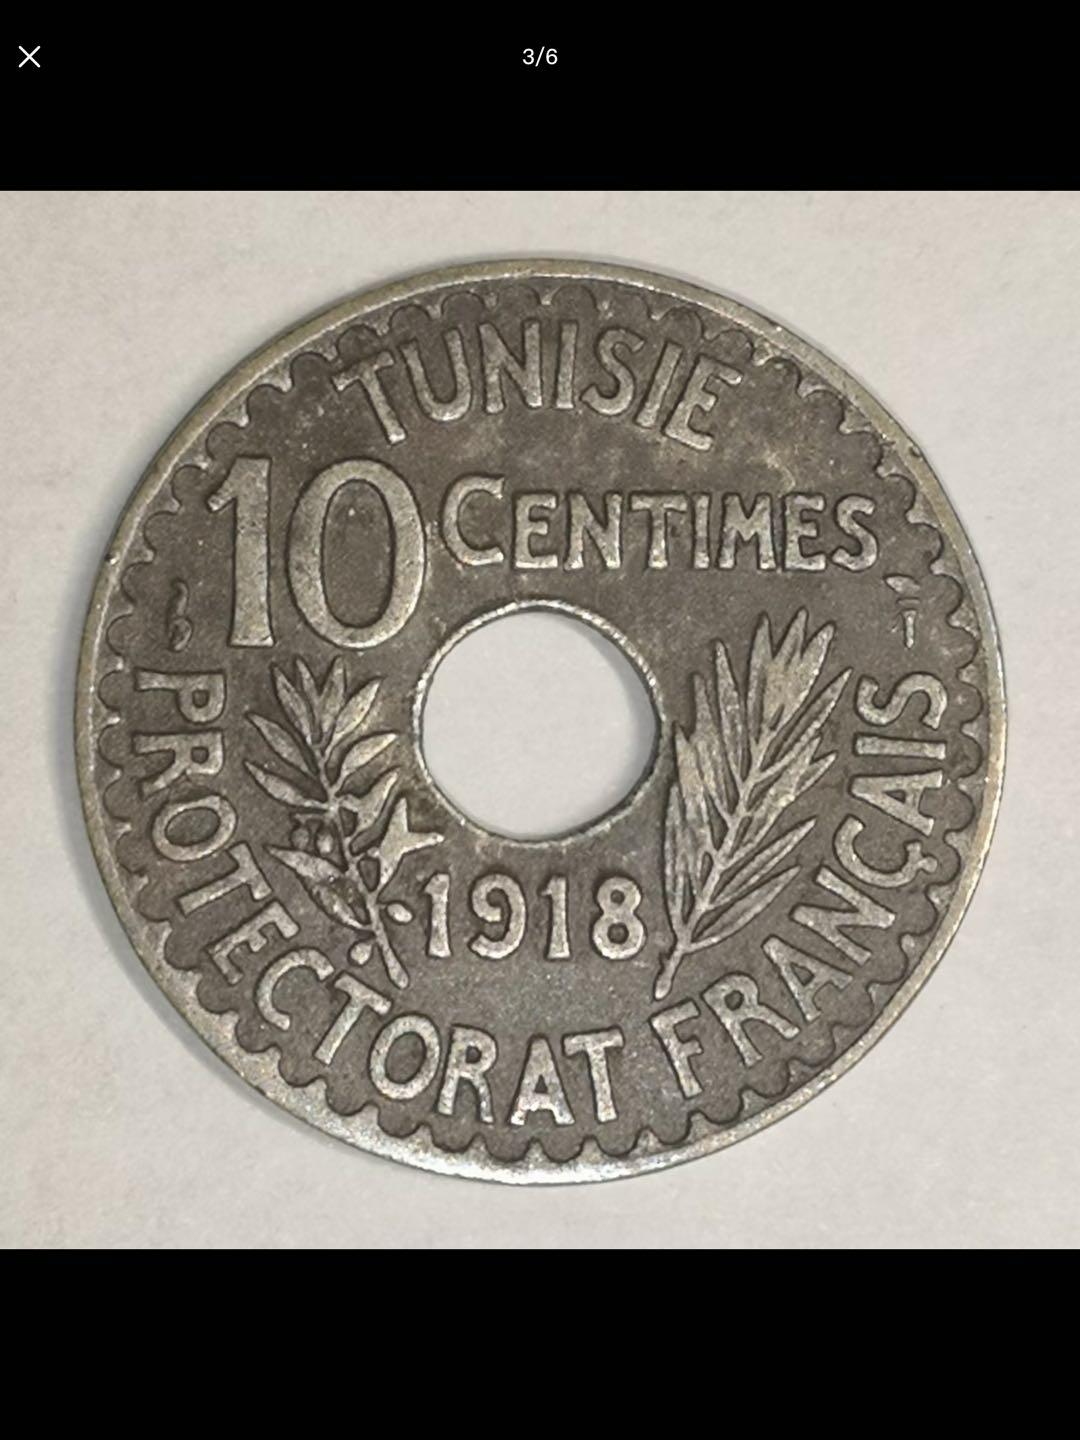 3/6
TUNISIE
10 CENTIMES
1918
PROTECTORAT FRANÇAIS